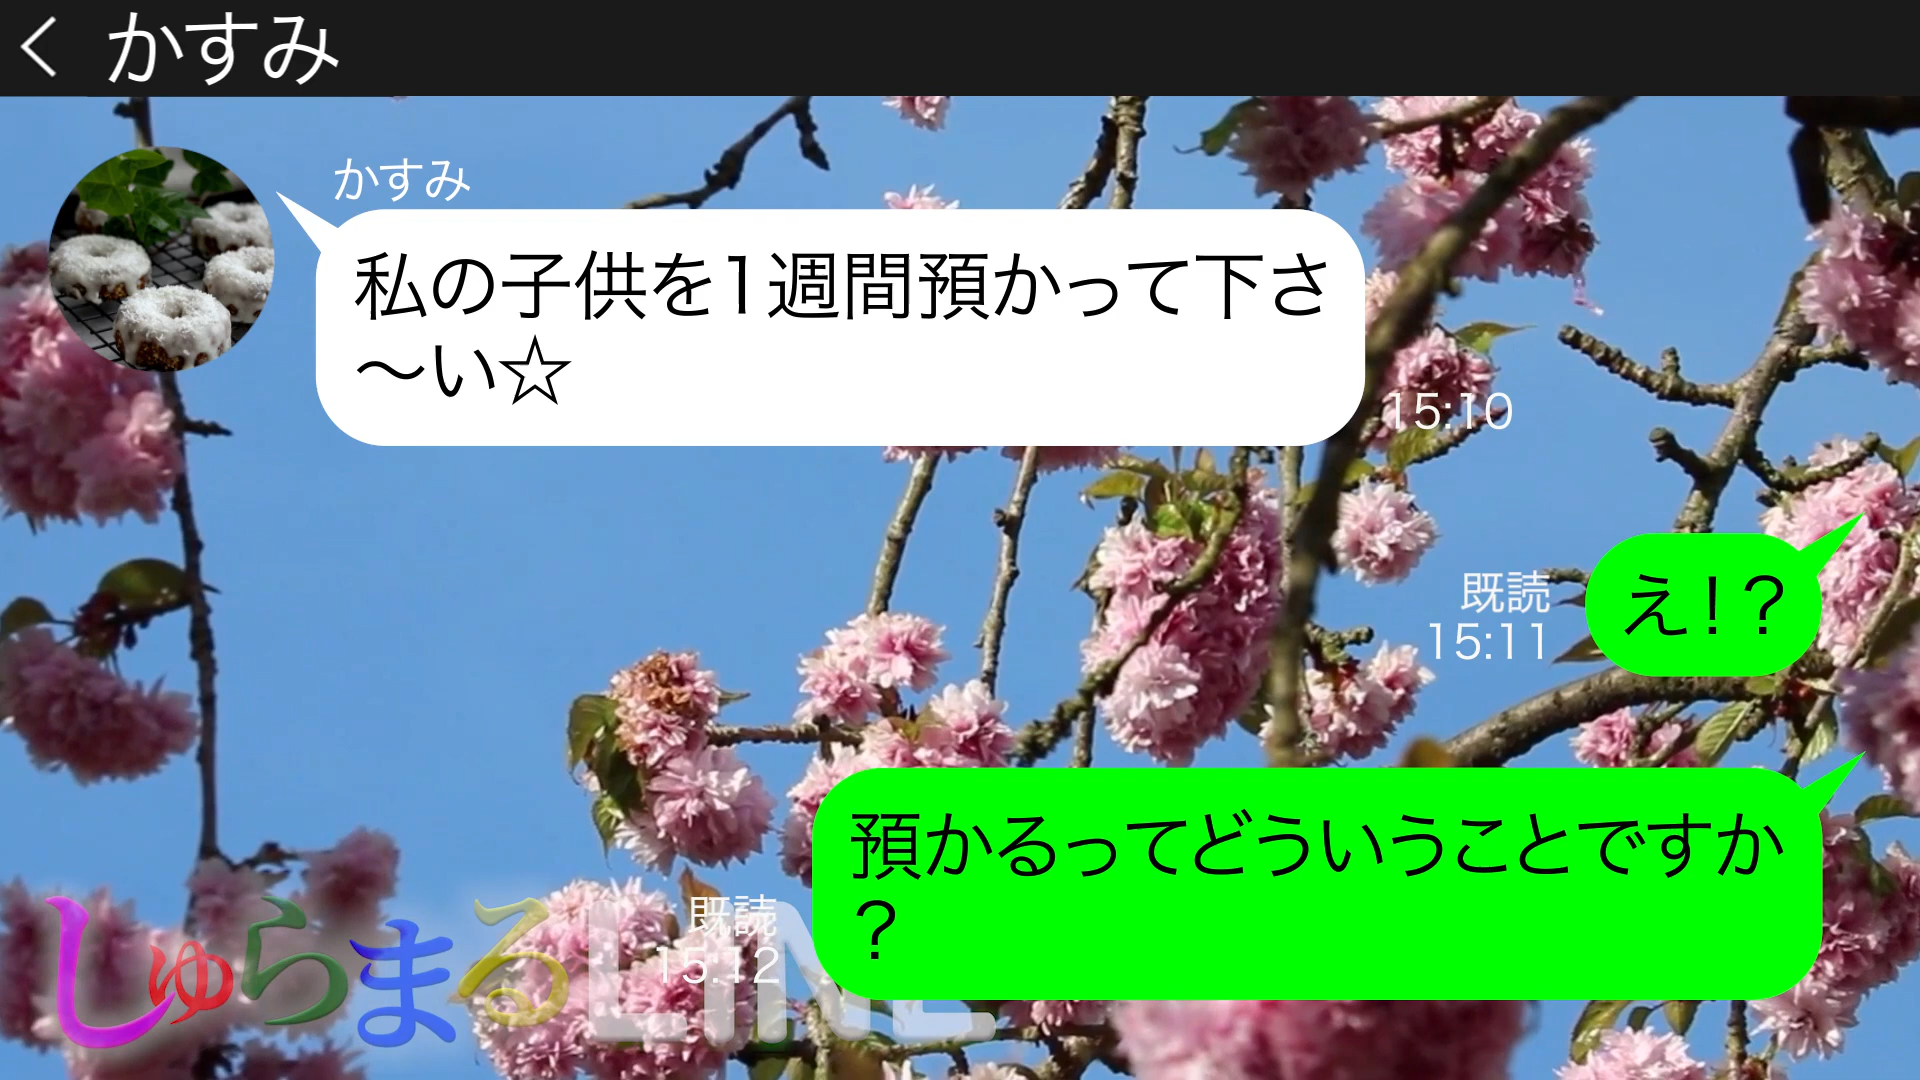 かすみ
かすみ
私の子供を1週間預かって下さ
～い☆
15:10
え！？
既読
15:11
預かるってどういうことですか
？
既読
15:12
しゅらまるLINE